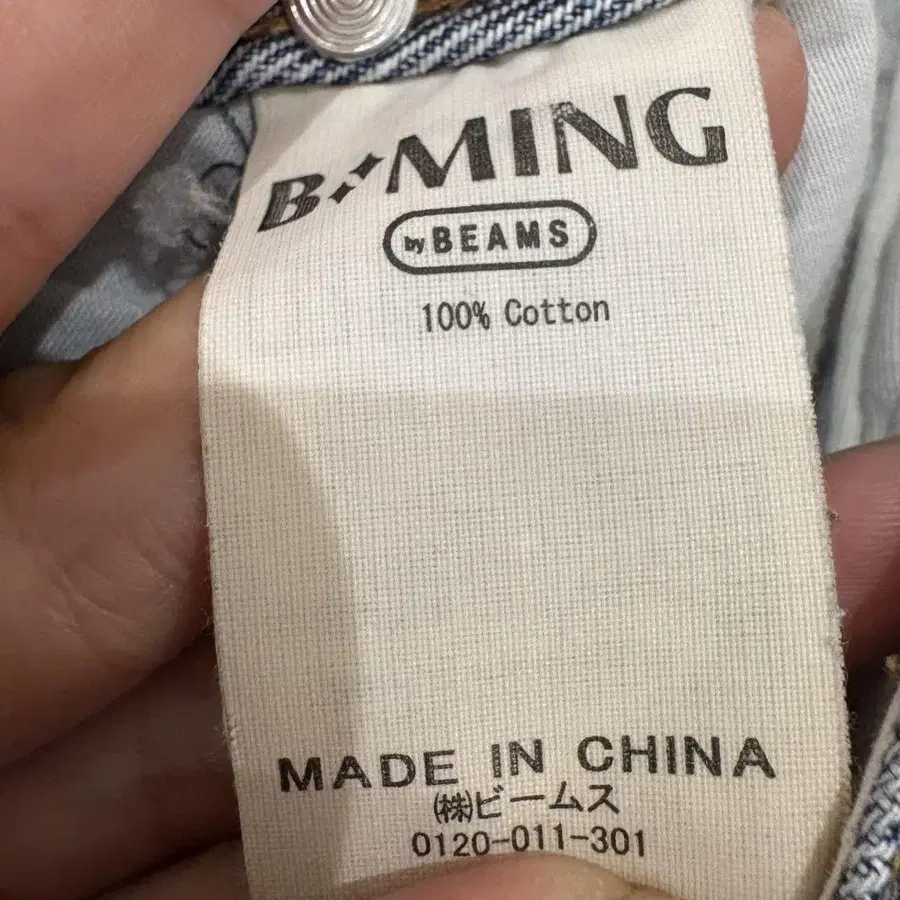 B:MING
by BEAMS
100% Cotton
MADE IN CHINA
㈱ビームス
0120-011-301